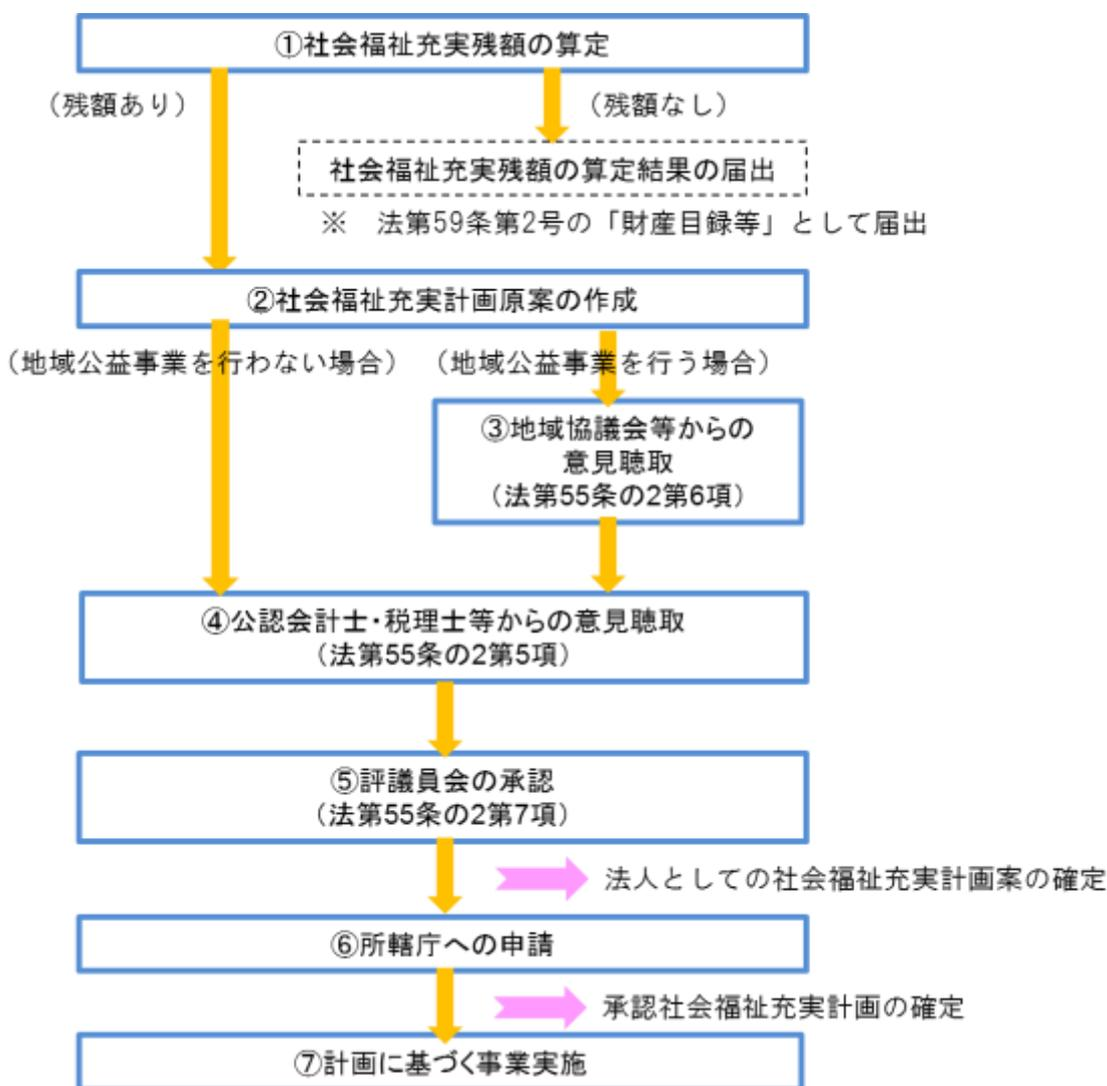 ①社会福祉充実残額の算定
（残額あり）
（残額なし）
社会福祉充実残額の算定結果の届出
※　法第59条第2号の「財産目録等」として届出
②社会福祉充実計画原案の作成
（地域公益事業を行わない場合）
（地域公益事業を行う場合）
③地域協議会等からの
意見聴取
（法第55条の2第6項）
④公認会計士・税理士等からの意見聴取
（法第55条の2第5項）
⑤評議員会の承認
（法第55条の2第7項）
法人としての社会福祉充実計画案の確定
⑥所轄庁への申請
承認社会福祉充実計画の確定
⑦計画に基づく事業実施